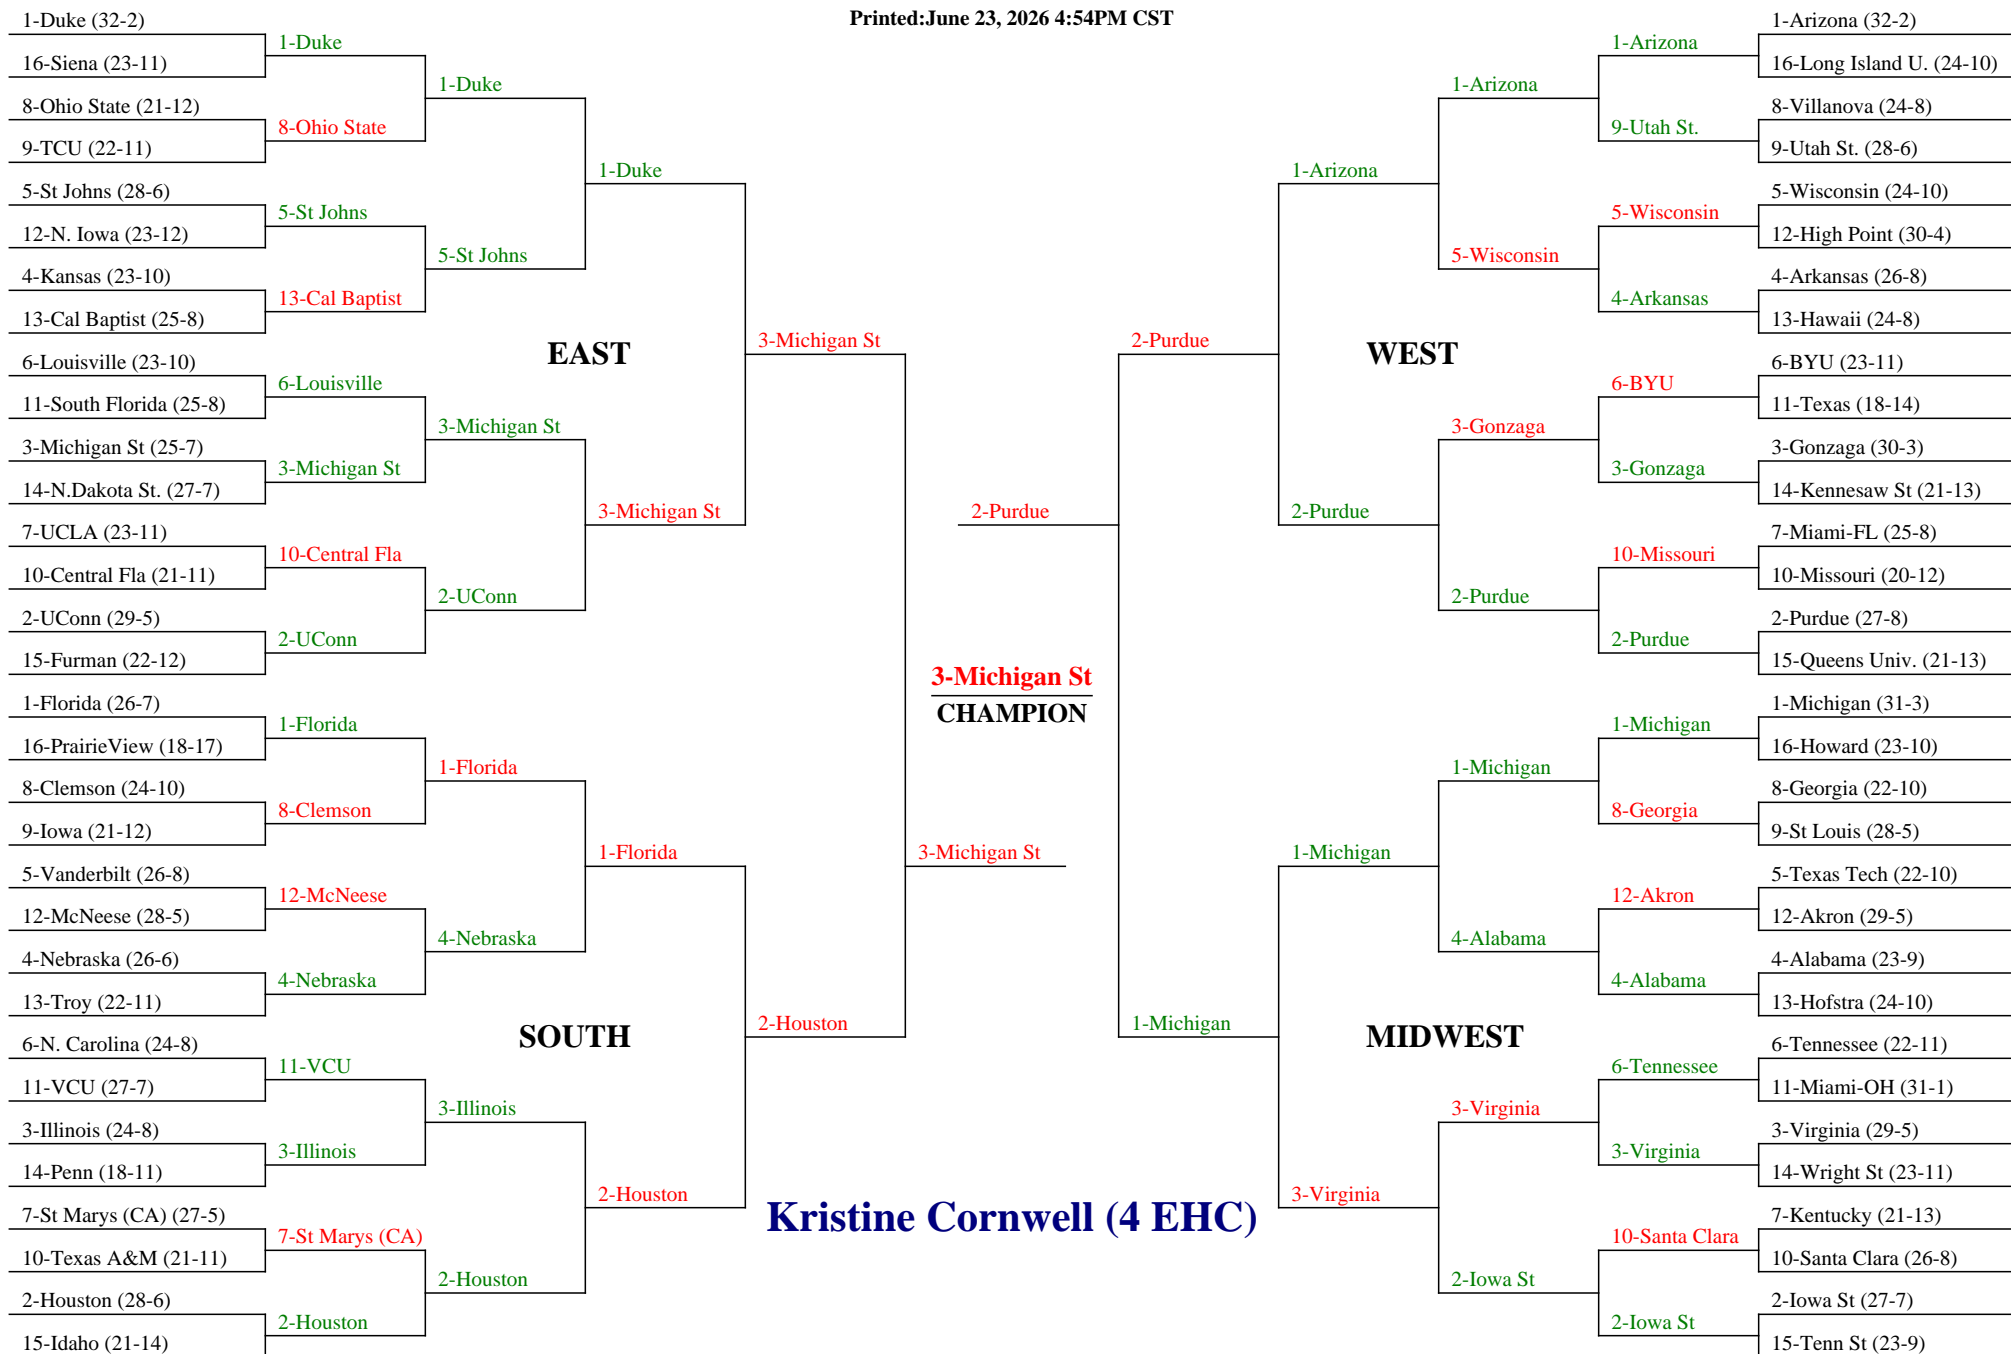 Printed:June 23, 2026 4:54PM CST
1-Duke (32-2)
16-Siena (23-11)
8-Ohio State (21-12)
9-TCU (22-11)
5-St Johns (28-6)
12-N. Iowa (23-12)
4-Kansas (23-10)
13-Cal Baptist (25-8)
6-Louisville (23-10)
11-South Florida (25-8)
3-Michigan St (25-7)
14-N.Dakota St. (27-7)
7-UCLA (23-11)
10-Central Fla (21-11)
2-UConn (29-5)
15-Furman (22-12)
1-Florida (26-7)
16-PrairieView (18-17)
8-Clemson (24-10)
9-Iowa (21-12)
5-Vanderbilt (26-8)
12-McNeese (28-5)
4-Nebraska (26-6)
13-Troy (22-11)
6-N. Carolina (24-8)
11-VCU (27-7)
3-Illinois (24-8)
14-Penn (18-11)
7-St Marys (CA) (27-5)
10-Texas A&M (21-11)
2-Houston (28-6)
15-Idaho (21-14)
1-Duke
8-Ohio State
5-St Johns
13-Cal Baptist
6-Louisville
3-Michigan St
10-Central Fla
2-UConn
1-Florida
8-Clemson
12-McNeese
4-Nebraska
11-VCU
3-Illinois
7-St Marys (CA)
2-Houston
1-Duke
5-St Johns
3-Michigan St
2-UConn
1-Florida
4-Nebraska
3-Illinois
2-Houston
1-Duke
3-Michigan St
1-Florida
2-Houston
EAST
SOUTH
3-Michigan St
2-Houston
2-Purdue
3-Michigan St
CHAMPION
3-Michigan St
Kristine Cornwell (4 EHC)
2-Purdue
1-Michigan
WEST
MIDWEST
1-Arizona
2-Purdue
1-Michigan
3-Virginia
1-Arizona
5-Wisconsin
3-Gonzaga
2-Purdue
1-Michigan
4-Alabama
3-Virginia
2-Iowa St
1-Arizona
9-Utah St.
5-Wisconsin
4-Arkansas
6-BYU
3-Gonzaga
10-Missouri
2-Purdue
1-Michigan
8-Georgia
12-Akron
4-Alabama
6-Tennessee
3-Virginia
10-Santa Clara
2-Iowa St
1-Arizona (32-2)
16-Long Island U. (24-10)
8-Villanova (24-8)
9-Utah St. (28-6)
5-Wisconsin (24-10)
12-High Point (30-4)
4-Arkansas (26-8)
13-Hawaii (24-8)
6-BYU (23-11)
11-Texas (18-14)
3-Gonzaga (30-3)
14-Kennesaw St (21-13)
7-Miami-FL (25-8)
10-Missouri (20-12)
2-Purdue (27-8)
15-Queens Univ. (21-13)
1-Michigan (31-3)
16-Howard (23-10)
8-Georgia (22-10)
9-St Louis (28-5)
5-Texas Tech (22-10)
12-Akron (29-5)
4-Alabama (23-9)
13-Hofstra (24-10)
6-Tennessee (22-11)
11-Miami-OH (31-1)
3-Virginia (29-5)
14-Wright St (23-11)
7-Kentucky (21-13)
10-Santa Clara (26-8)
2-Iowa St (27-7)
15-Tenn St (23-9)